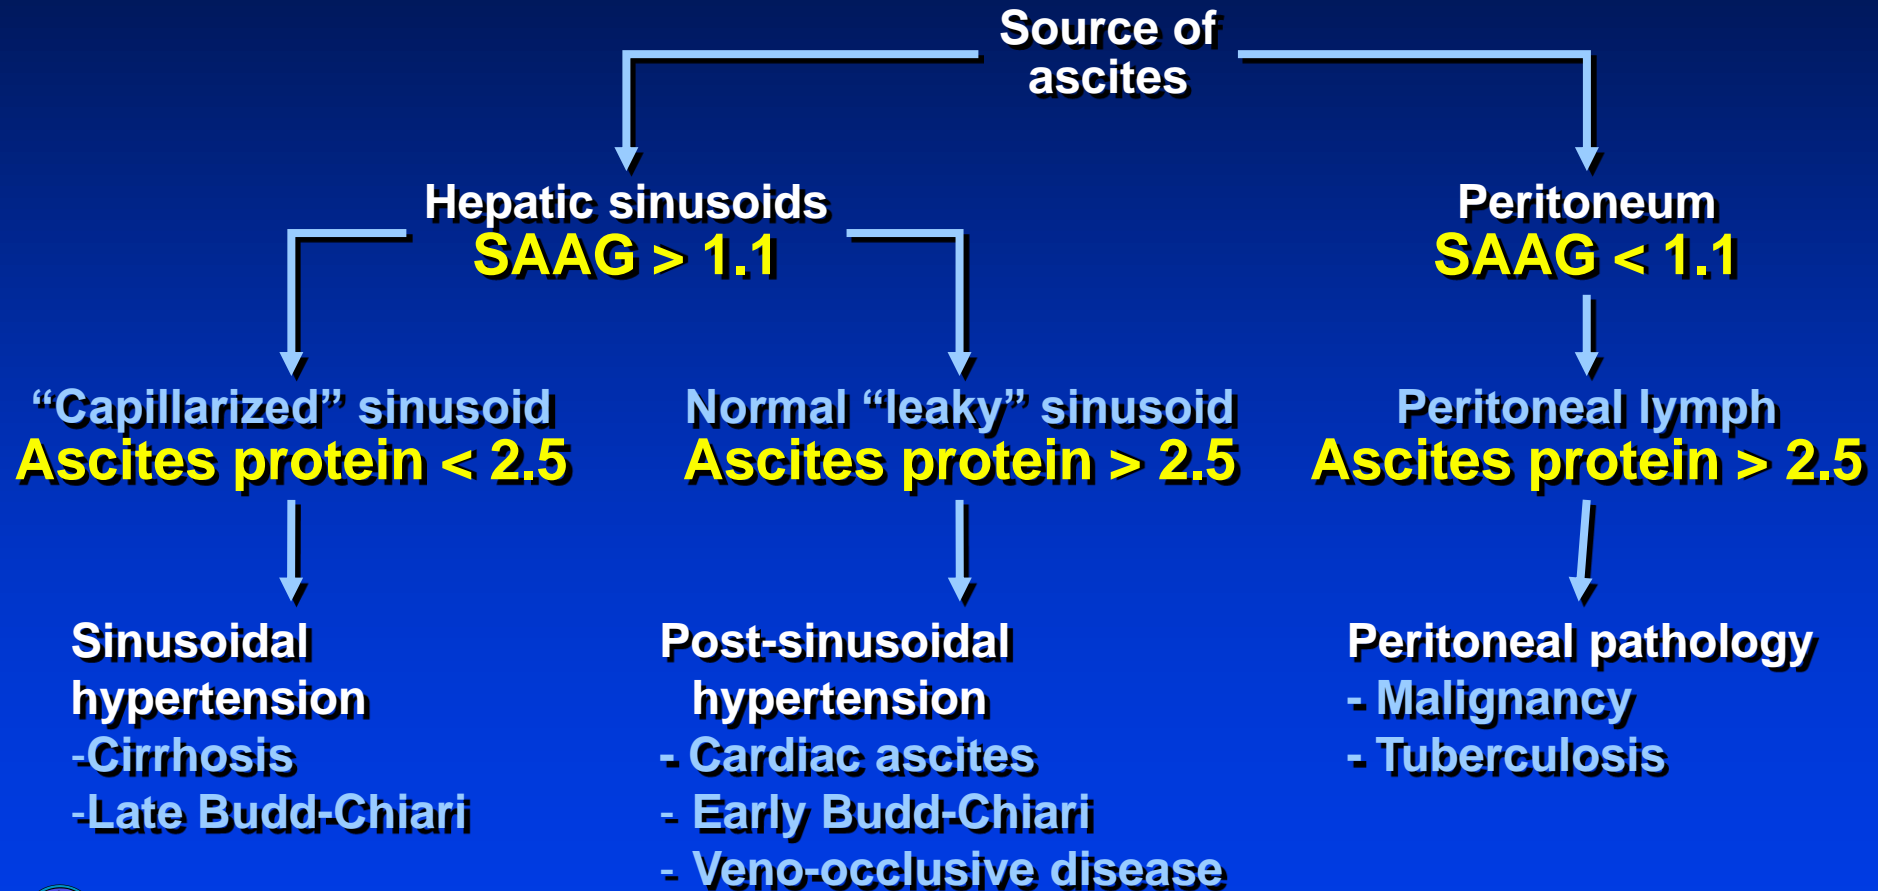 Source of
ascites
Hepatic sinusoids
SAAG > 1.1
Peritoneum
SAAG < 1.1
“Capillarized” sinusoid
Ascites protein < 2.5
Normal “leaky” sinusoid
Ascites protein > 2.5
Peritoneal lymph
Ascites protein > 2.5
Sinusoidal
hypertension
-Cirrhosis
-Late Budd-Chiari
Post-sinusoidal
hypertension
- Cardiac ascites
- Early Budd-Chiari
- Veno-occlusive disease
Peritoneal pathology
- Malignancy
- Tuberculosis